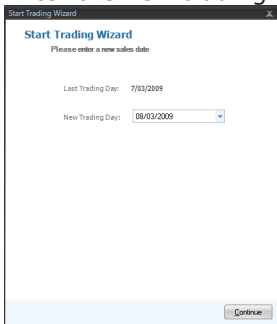 Start Trading Wizard
Start Trading Wizard
Please enter a new sales date
Last Trading Day: 7/03/2009
New Trading Day: 08/03/2009
Continue